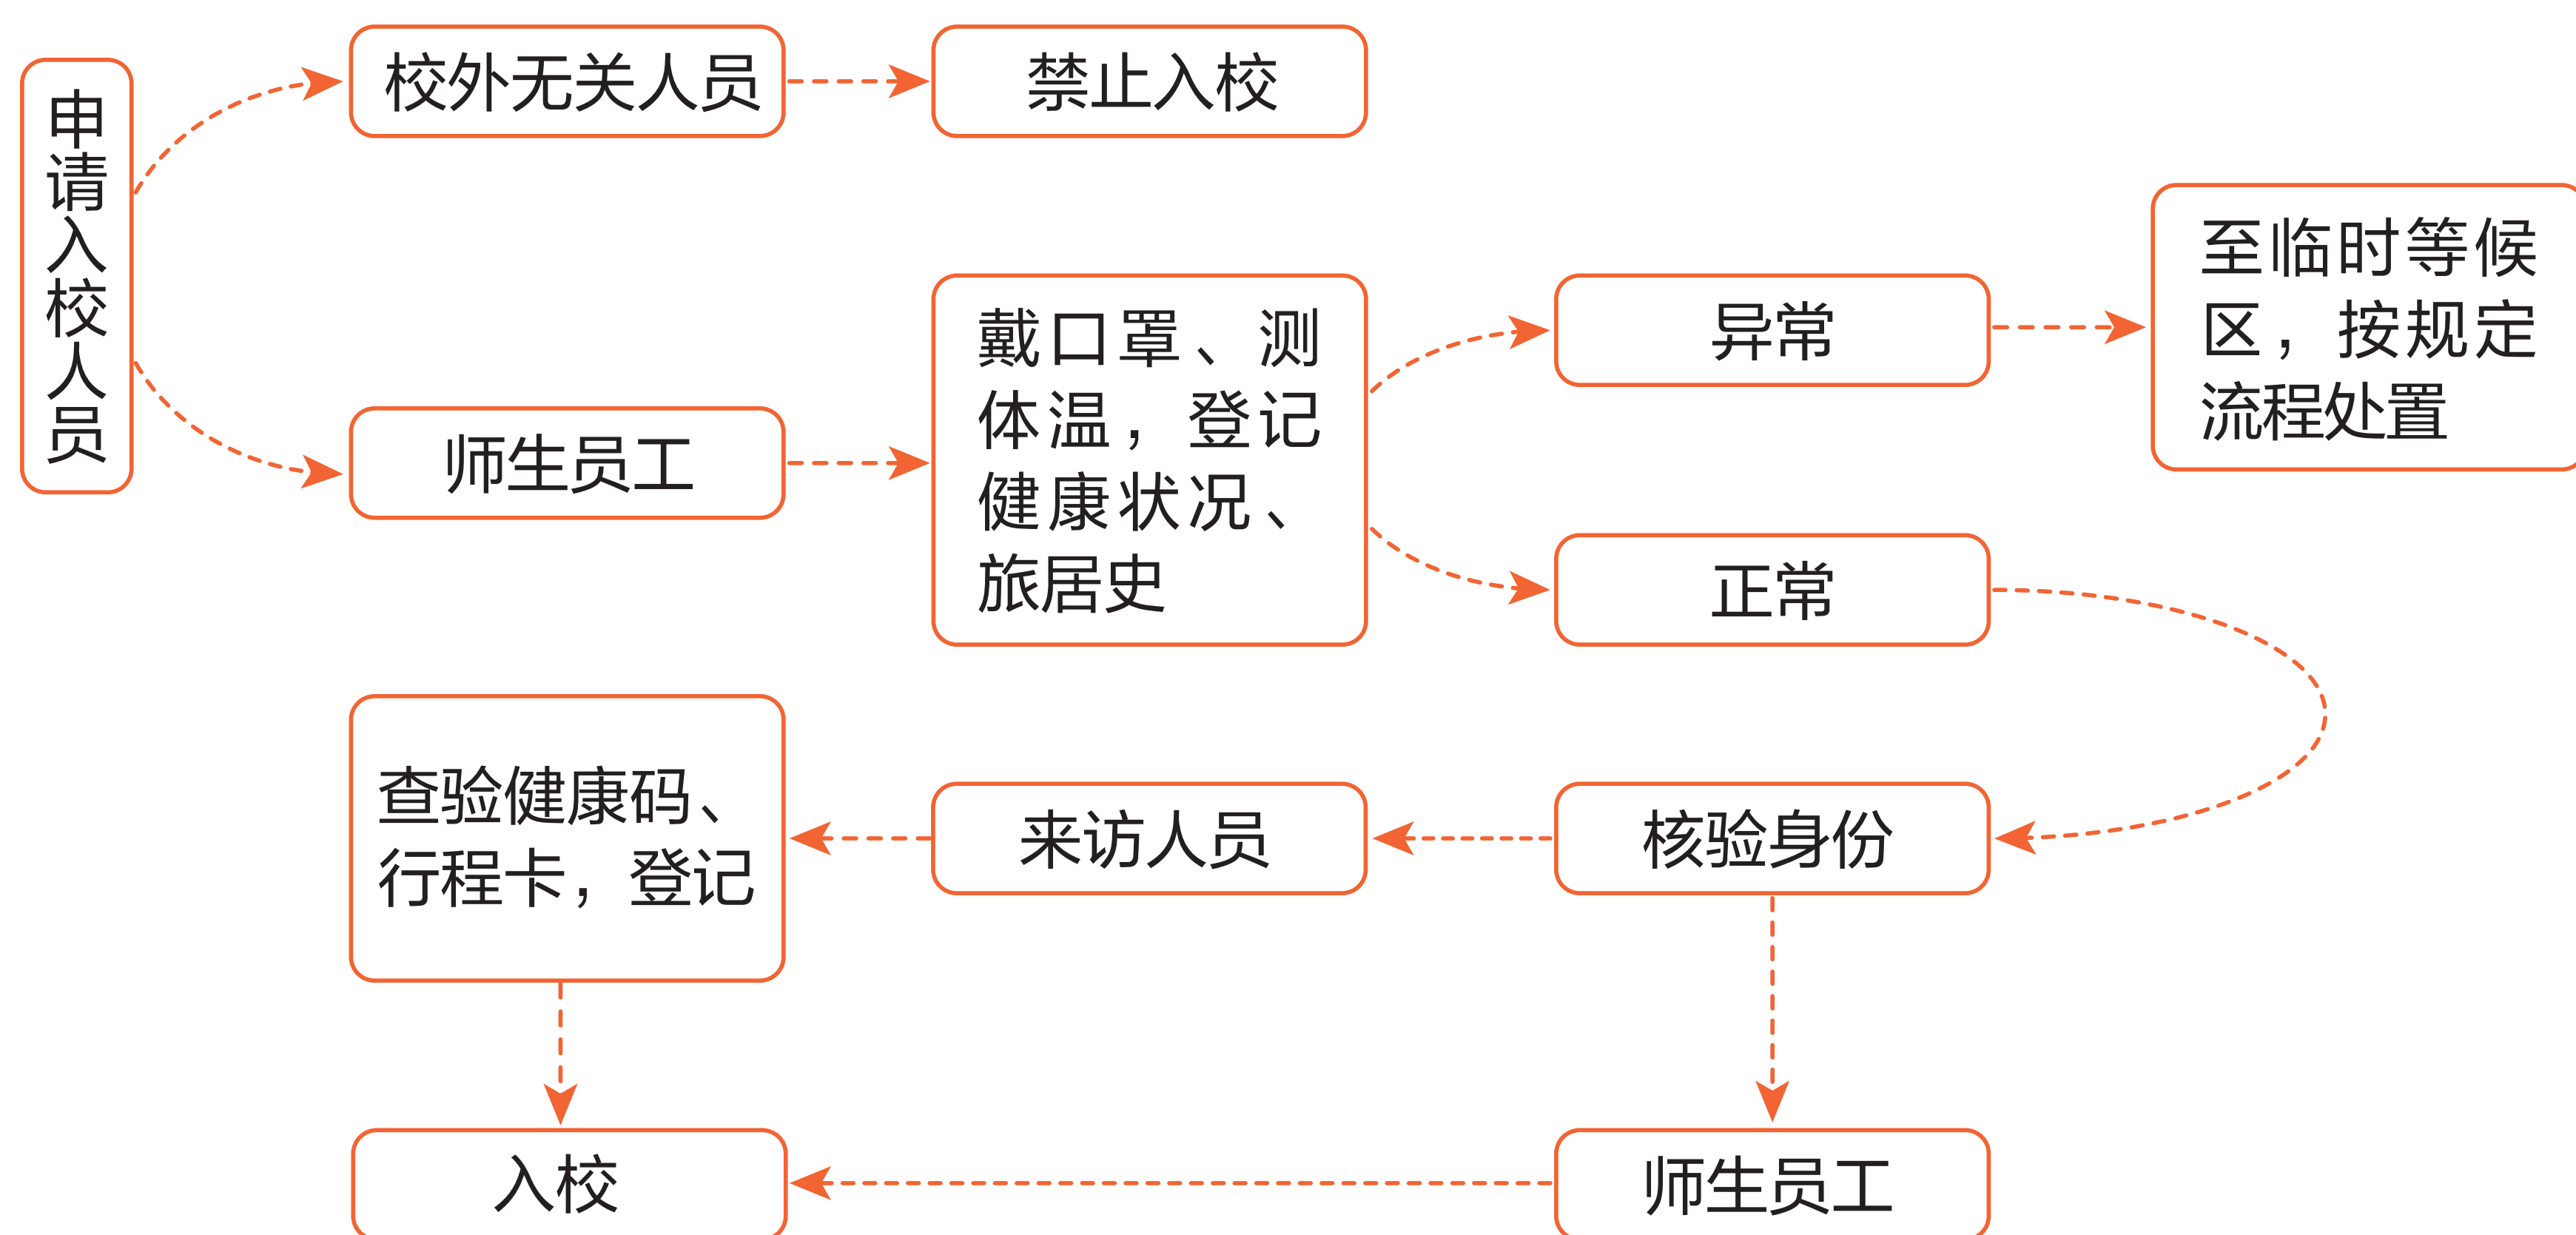 申请入校人员
校外无关人员
禁止入校
师生员工
戴口罩、测
体温，登记
健康状况、
旅居史
异常
至临时等候
区，按规定
流程处置
正常
核验身份
来访人员
查验健康码、
行程卡，登记
师生员工
入校